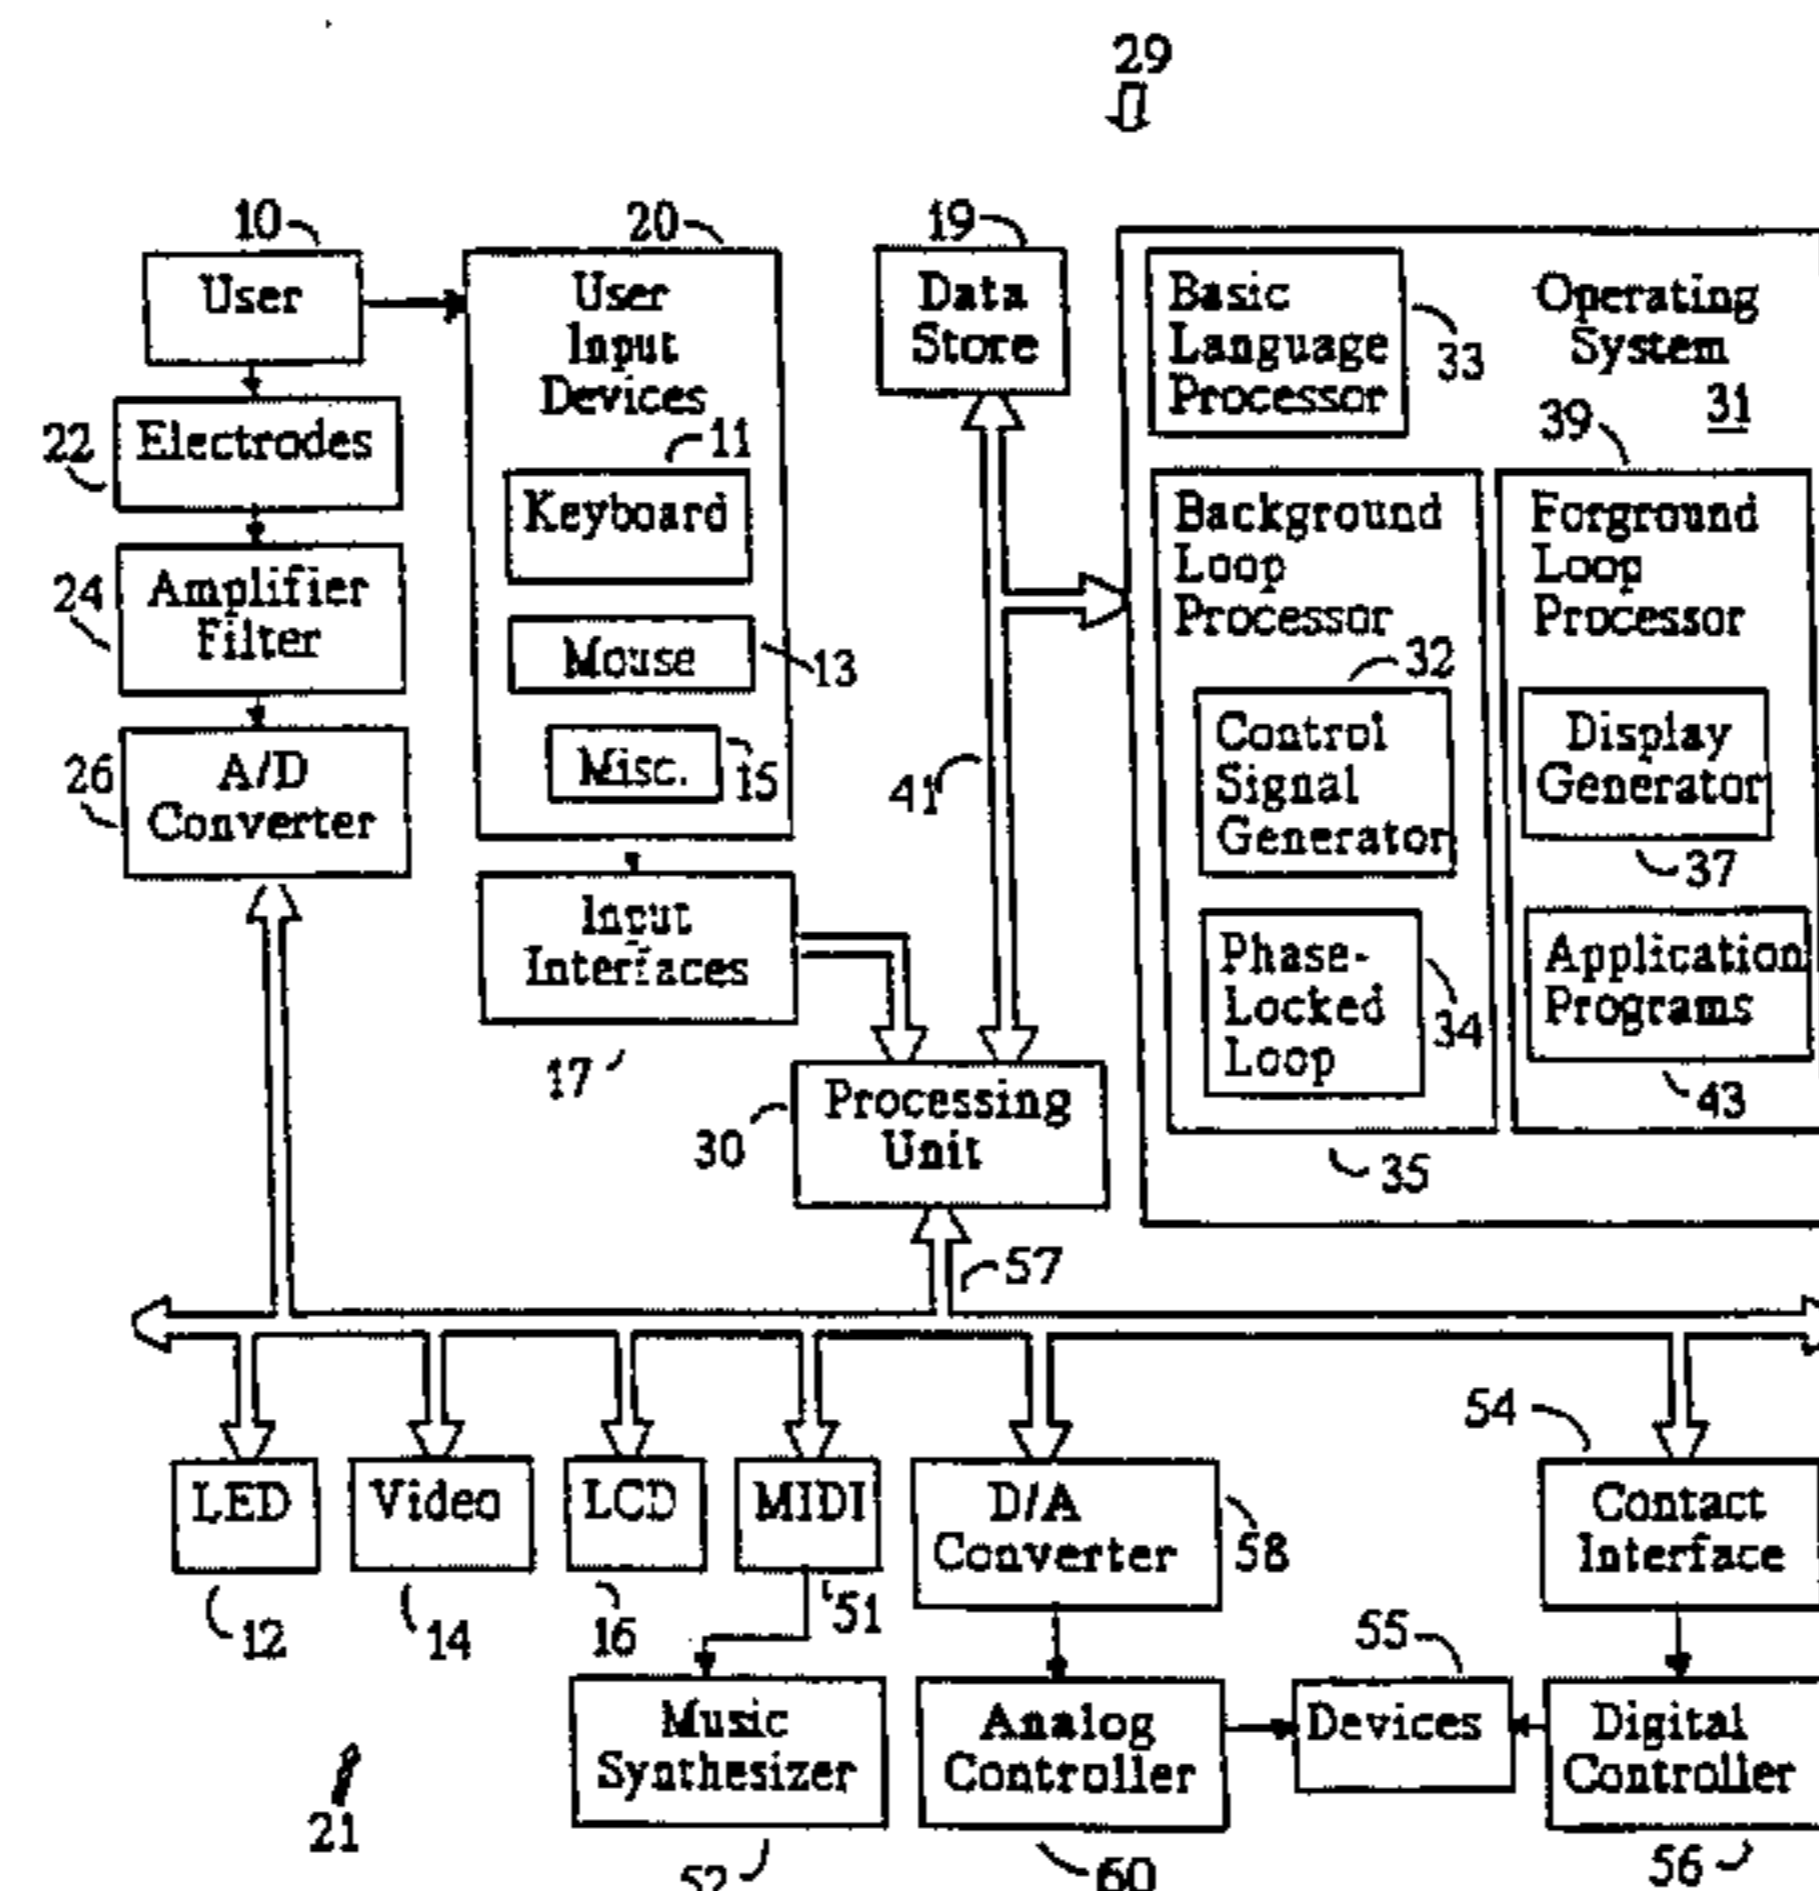 29
10
User
22
Electrodes
24
Amplifier
Filter
26
A/D
Converter
20
User
Input
Devices
11
Keyboard
Mouse
13
Misc.
15
Input
Interfaces
17
19
Data
Store
41
30
Processing
Unit
Operating
System
31
Basic
Language
Processor
33
Background
Loop
Processor
32
Control
Signal
Generator
Phase-
Locked
Loop
34
35
39
Forground
Loop
Processor
Display
Generator
37
Application
Programs
43
57
LED
12
Video
14
LCD
16
MIDI
51
D/A
Converter
58
54
Contact
Interface
Music
Synthesizer
52
Analog
Controller
60
55
Devices
Digital
Controller
56
21